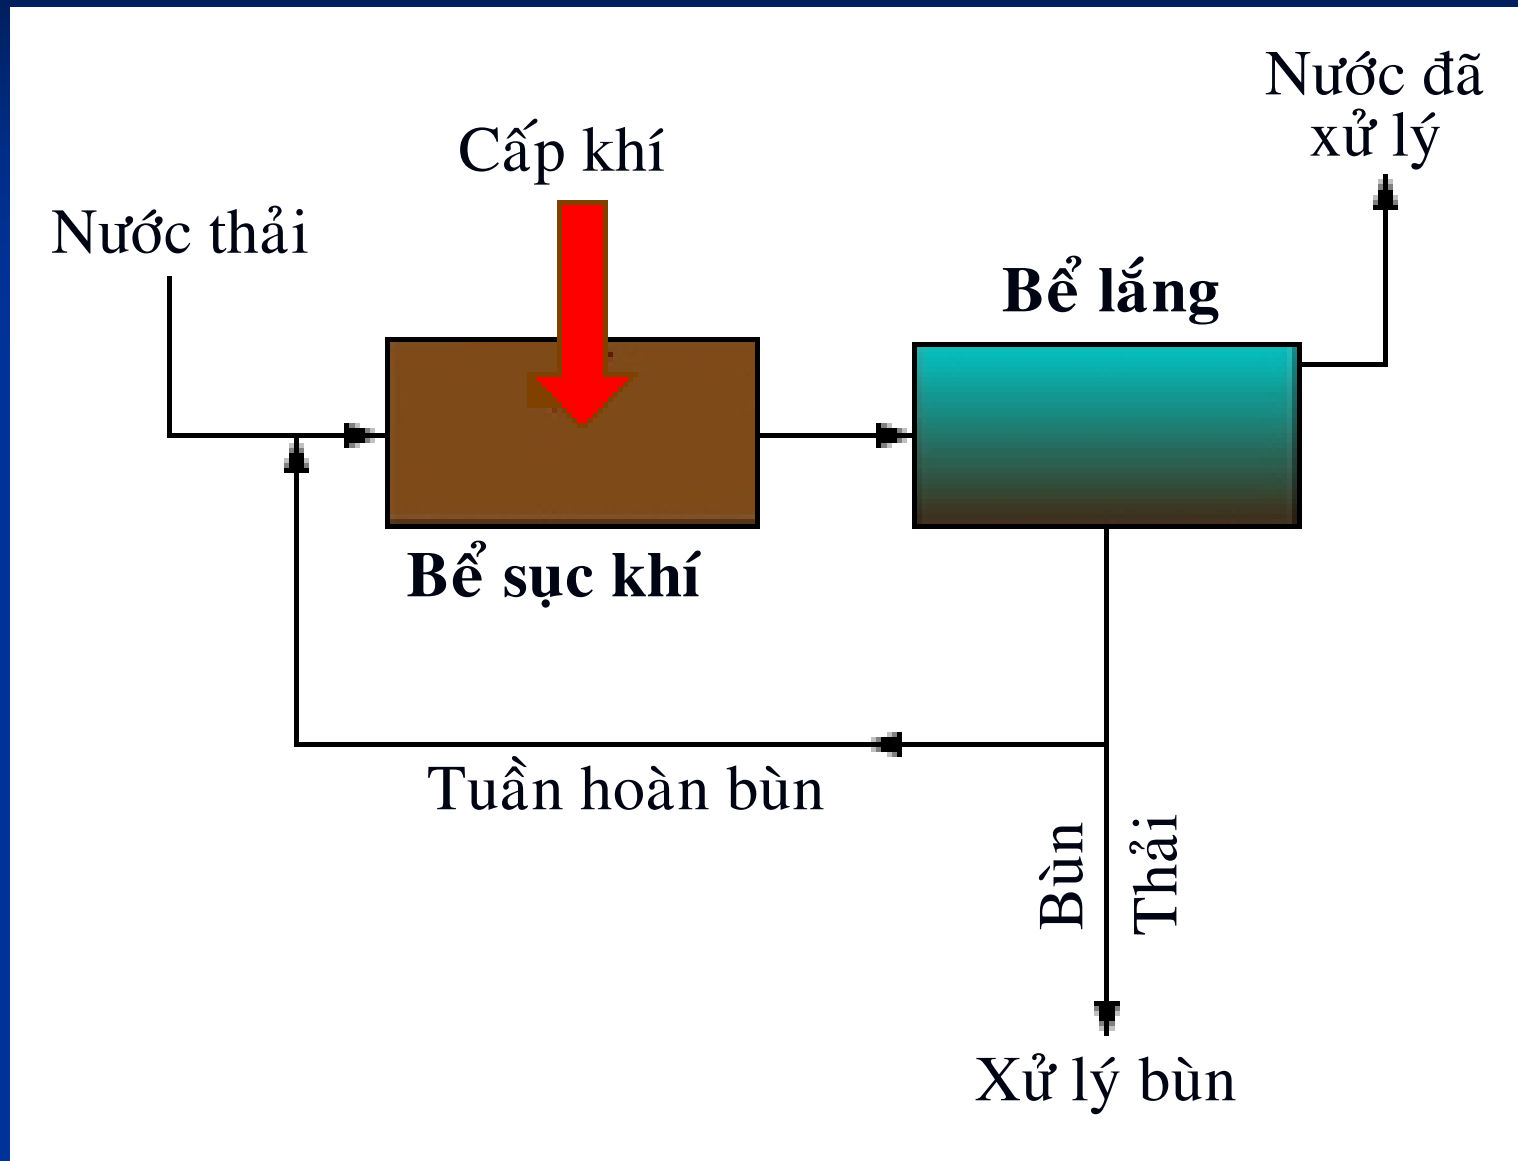 Nước đã
xử lý
Cấp khí
Nước thải
Bể lắng
Bể sục khí
Tuần hoàn bùn
Bùn
Thải
Xử lý bùn